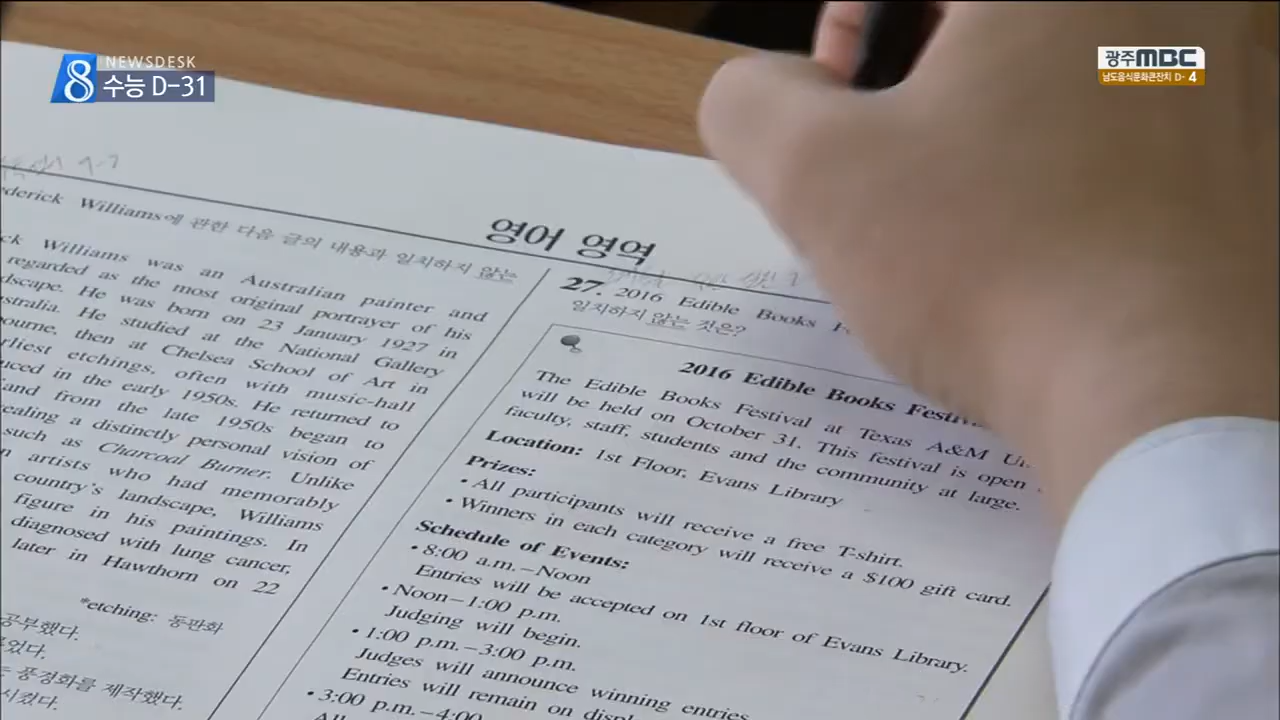 8 NEWSDESK
수능 D-31
광주MBC
남도음식문화큰잔치 D-4
영어 영역
ederick Williams에 관한 다음 글의 내용과 일치하지 않는
ck Williams was an Australian painter and
regarded as the most original portrayer of his
dscape. He was born on 23 January 1927 in
ustralia. He studied at the National Gallery
ourne, then at Chelsea School of Art in
rliest etchings, often with music-hall
uced in the early 1950s. He returned to
and from the late 1950s began to
ealing a distinctly personal vision of
such as Charcoal Burner. Unlike
n artists who had memorably
country's landscape, Williams
figure in his paintings. In
diagnosed with lung cancer,
later in Hawthorn on 22
*etching: 동판화
공부했다.
풍경화를 제작했다.
시켰다.
27. 2016 Edible Books F
일치하지 않는 것은?
2016 Edible Books Festi
The Edible Books Festival at Texas A&M U
will be held on October 31. This festival is open
faculty, staff, students and the community at large.
Location: 1st Floor, Evans Library
Prizes:
• All participants will receive a free T-shirt.
• Winners in each category will receive a $100 gift card.
Schedule of Events:
• 8:00 a.m.–Noon
Entries will be accepted on 1st floor of Evans Library.
• Noon–1:00 p.m.
Judging will begin.
• 1:00 p.m.–3:00 p.m.
Judges will announce winning entries.
Entries will remain on displ
• 3:00 p.m.–4:00
All